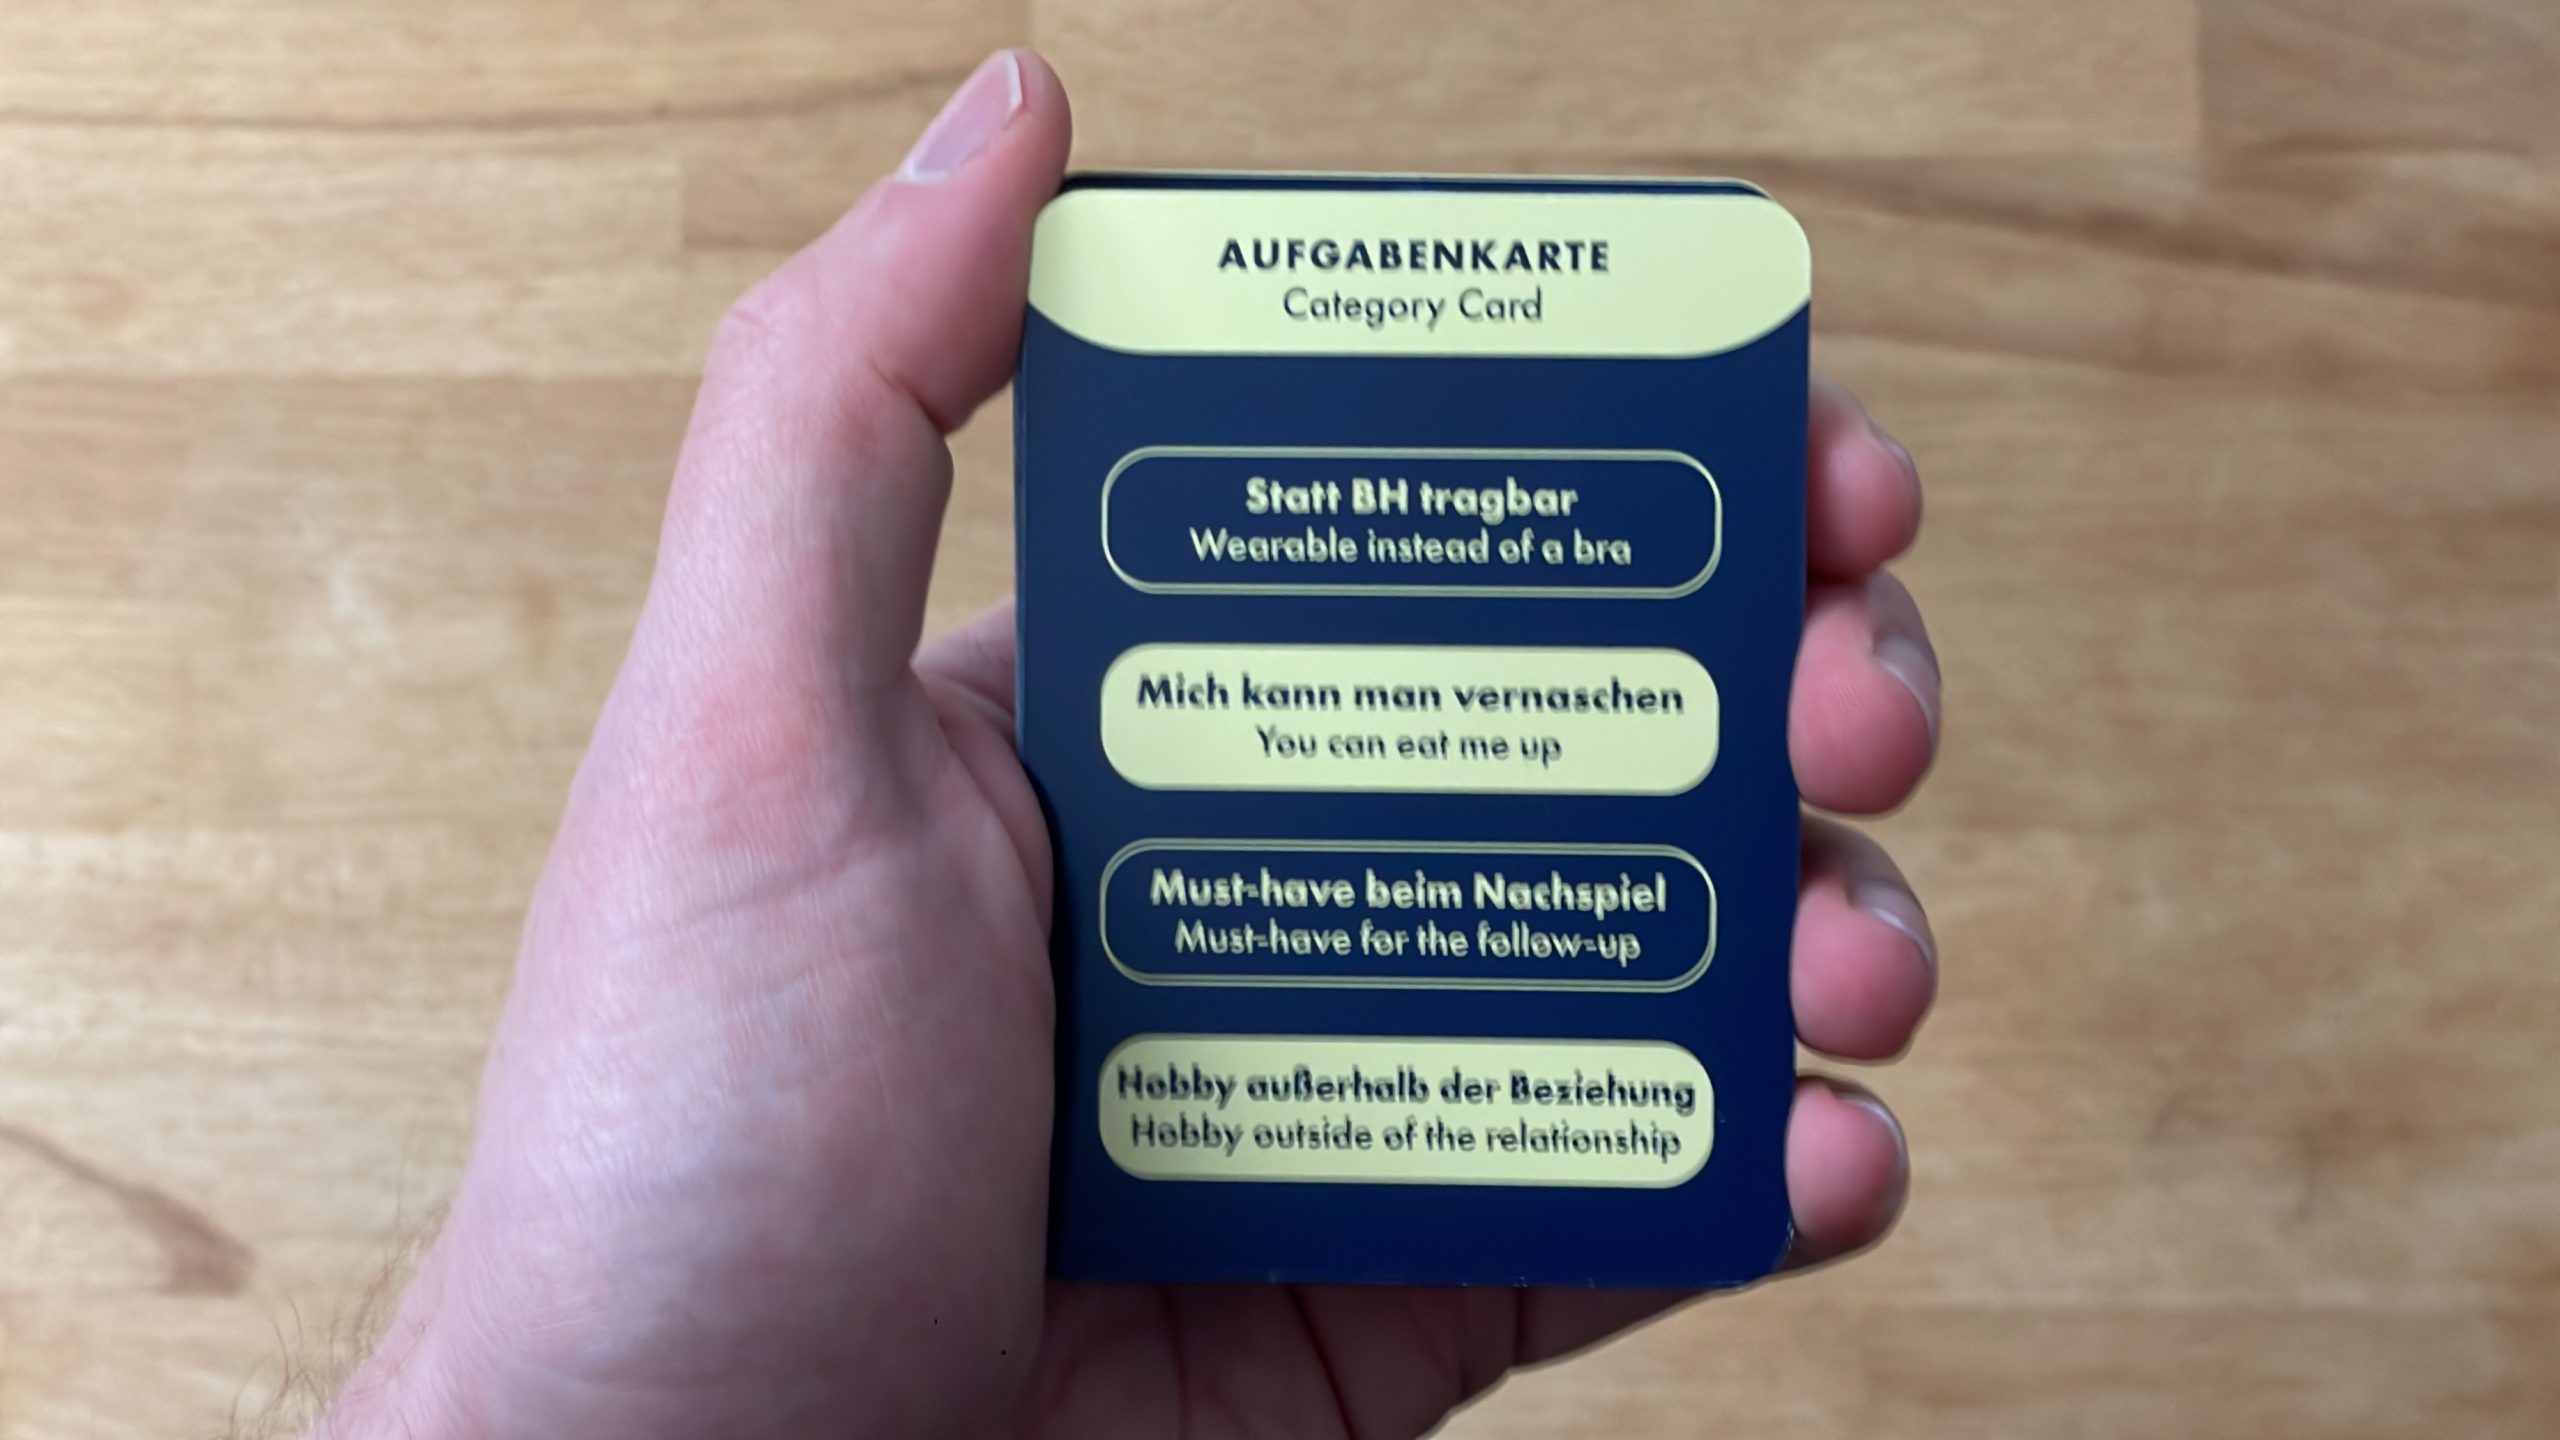 AUFGABENKARTE
Category Card
Statt BH tragbar
Wearable instead of a bra
Mich kann man vernaschen
You can eat me up
Must-have beim Nachspiel
Must-have for the follow-up
Hobby außerhalb der Beziehung
Hobby outside of the relationship